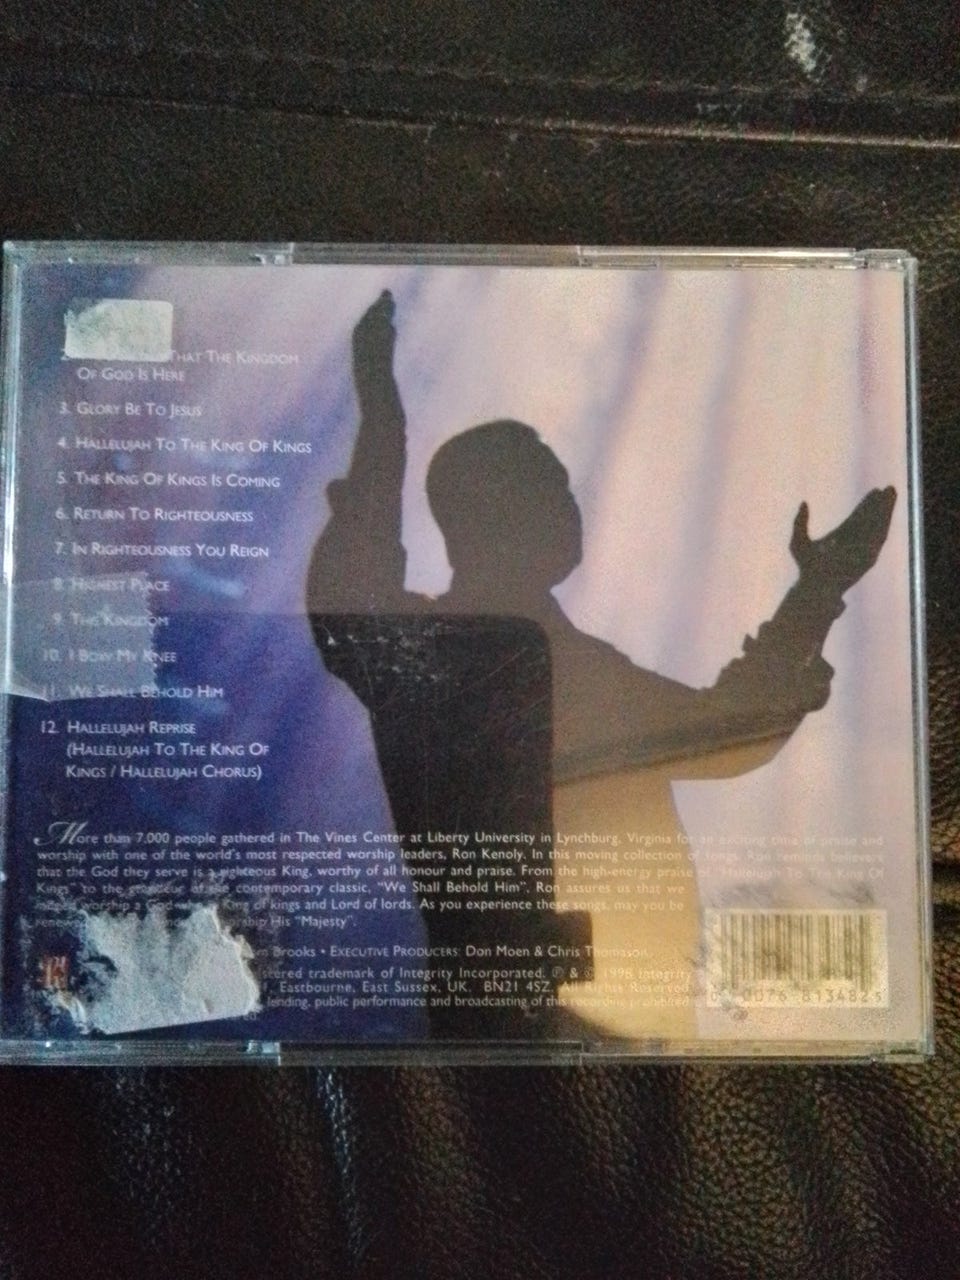 THAT THE KINGDOM
OF GOD IS HERE
3. GLORY BE TO JESUS
4. HALLELUJAH TO THE KING OF KINGS
5. THE KING OF KINGS IS COMING
6. RETURN TO RIGHTEOUSNESS
7. IN RIGHTEOUSNESS YOU REIGN
8. HIGHEST PLACE
9. THE KINGDOM
10. I BOW MY KNEE
11. WE SHALL BEHOLD HIM
12. HALLELUJAH REPRISE
(HALLELUJAH TO THE KING OF
KINGS / HALLELUJAH CHORUS)
More than 7,000 people gathered in The Vines Center at Liberty University in Lynchburg, Virginia for an exciting time of praise and
worship with one of the world's most respected worship leaders, Ron Kenoly. In this moving collection of songs, Ron reminds believers
that the God they serve is a righteous King, worthy of all honour and praise. From the high-energy praise of "Hallelujah To The King Of
Kings" to the grandeur of the contemporary classic, "We Shall Behold Him", Ron assures us that we
worship a God who is King of kings and Lord of lords. As you experience these songs, may you be
worship His "Majesty".
Brooks • EXECUTIVE PRODUCERS: Don Moen & Chris Thomason.
trademark of Integrity Incorporated. ℗ & © 1998 Integrity
Eastbourne, East Sussex, UK, BN21 4SZ. All Rights Reserved
lending, public performance and broadcasting of this recording prohibited